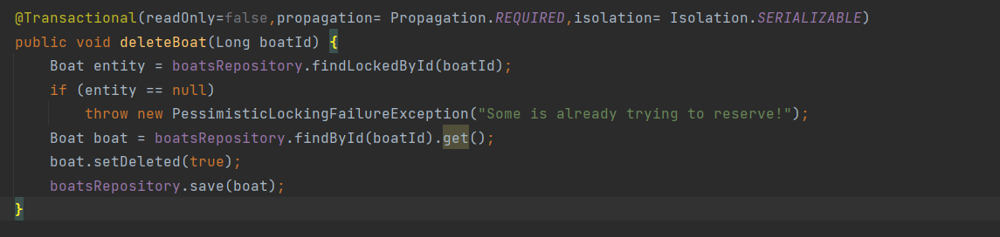 @Transactional(readOnly=false,propagation= Propagation.REQUIRED,isolation= Isolation.SERIALIZABLE)
public void deleteBoat(Long boatId) {
    Boat entity = boatsRepository.findLockedById(boatId);
    if (entity == null)
        throw new PessimisticLockingFailureException("Some is already trying to reserve!");
    Boat boat = boatsRepository.findById(boatId).get();
    boat.setDeleted(true);
    boatsRepository.save(boat);
}